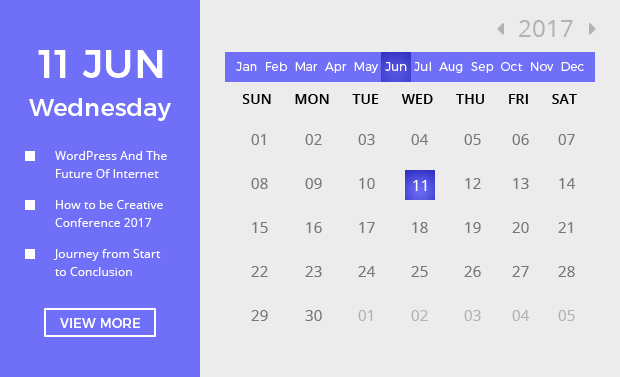 11 JUN
Wednesday
WordPress And The
Future Of Internet
How to be Creative
Conference 2017
Journey from Start
to Conclusion
VIEW MORE
2017
Jan Feb Mar Apr May Jun Jul Aug Sep Oct Nov Dec
SUN MON TUE WED THU FRI SAT
01 02 03 04 05 06 07
08 09 10 11 12 13 14
15 16 17 18 19 20 21
22 23 24 25 26 27 28
29 30 01 02 03 04 05